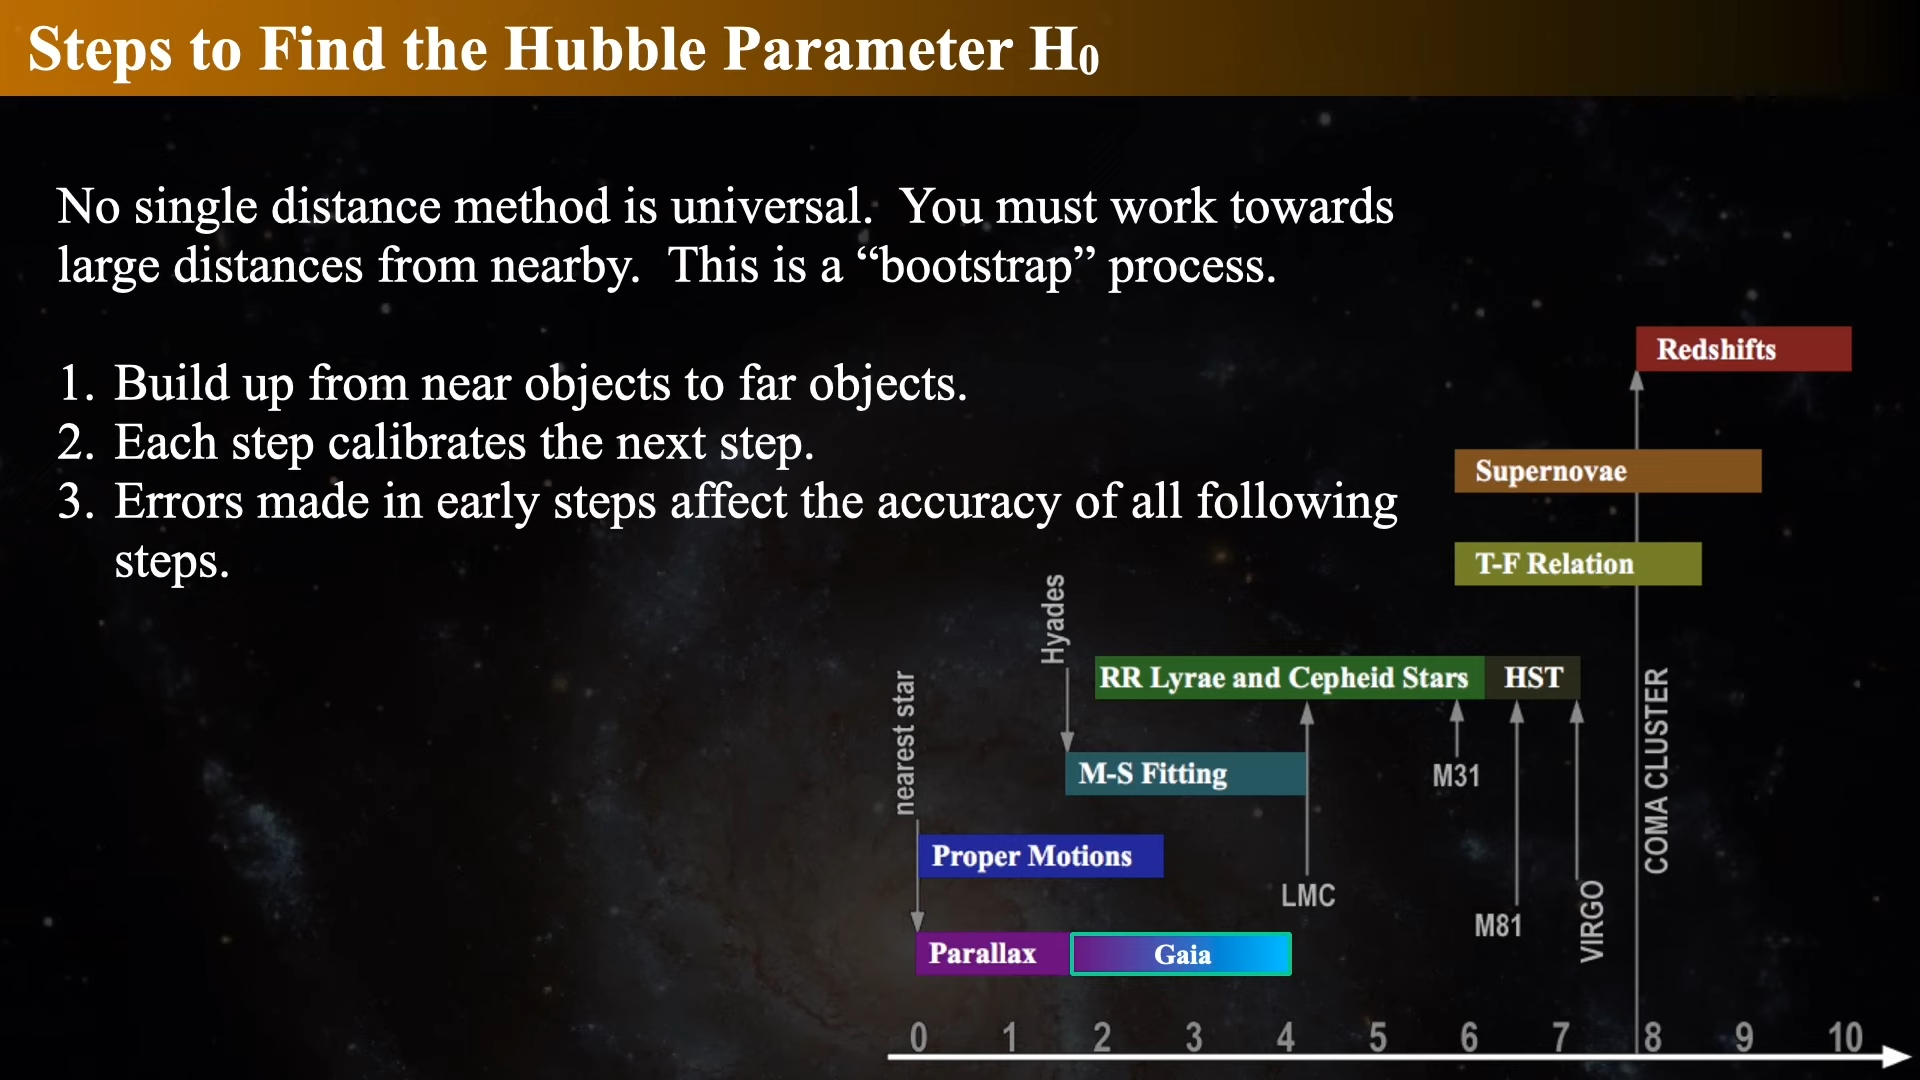 Steps to Find the Hubble Parameter H₀
No single distance method is universal.  You must work towards
large distances from nearby.  This is a “bootstrap” process.
1. Build up from near objects to far objects.
2. Each step calibrates the next step.
3. Errors made in early steps affect the accuracy of all following
steps.
Redshifts
Supernovae
T-F Relation
Hyades
RR Lyrae and Cepheid Stars
HST
nearest star
M-S Fitting
M31
COMA CLUSTER
Proper Motions
LMC
M81
VIRGO
Parallax
Gaia
0 1 2 3 4 5 6 7 8 9 10